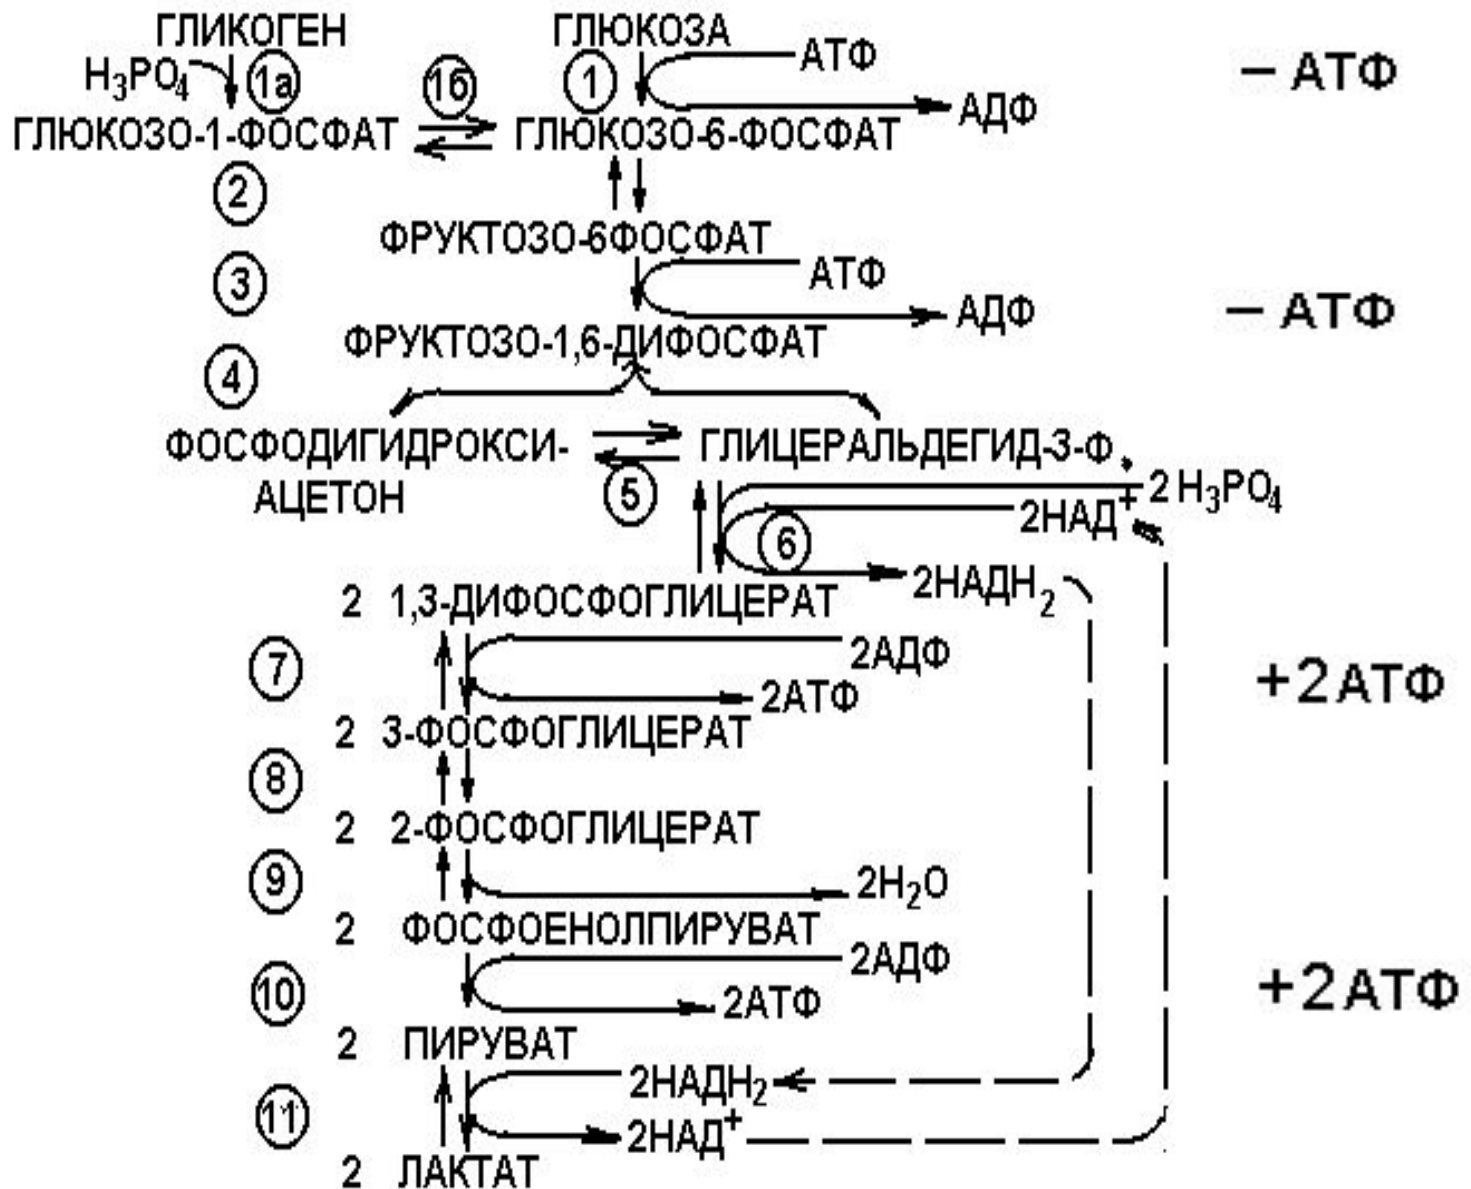 ГЛИКОГЕН ГЛЮКОЗА
H₃PO₄ 1а 1б 1 АТФ – АТФ
АДФ
ГЛЮКОЗО-1-ФОСФАТ ГЛЮКОЗО-6-ФОСФАТ
2
ФРУКТОЗО-6ФОСФАТ
3 АТФ
АДФ – АТФ
ФРУКТОЗО-1,6-ДИФОСФАТ
4
ФОСФОДИГИДРОКСИ- ГЛИЦЕРАЛЬДЕГИД-3-Ф.
АЦЕТОН 5 2 H₃PO₄
2НАД⁺
6
2НАДН₂
2 1,3-ДИФОСФОГЛИЦЕРАТ
7 2АДФ
2АТФ +2АТФ
2 3-ФОСФОГЛИЦЕРАТ
8
2 2-ФОСФОГЛИЦЕРАТ
9 2H₂O
2 ФОСФОЕНОЛПИРУВАТ
2АДФ
10 2АТФ +2АТФ
2 ПИРУВАТ
2НАДН₂
11 2НАД⁺
2 ЛАКТАТ